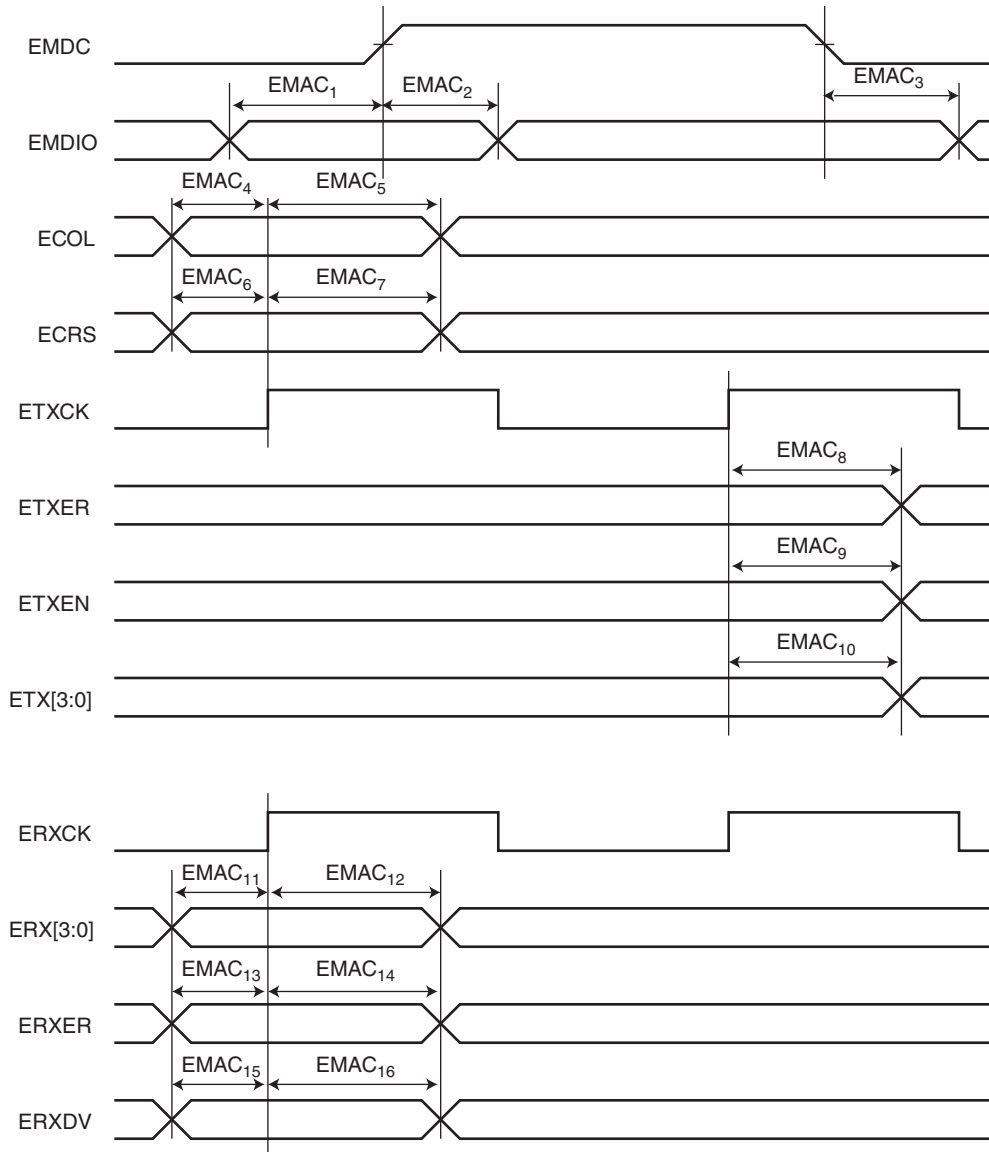 EMDC
EMAC₁ EMAC₂ EMAC₃
EMDIO
EMAC₄ EMAC₅
ECOL
EMAC₆ EMAC₇
ECRS
ETXCK
EMAC₈
ETXER
EMAC₉
ETXEN
EMAC₁₀
ETX[3:0]
ERXCK
EMAC₁₁ EMAC₁₂
ERX[3:0]
EMAC₁₃ EMAC₁₄
ERXER
EMAC₁₅ EMAC₁₆
ERXDV